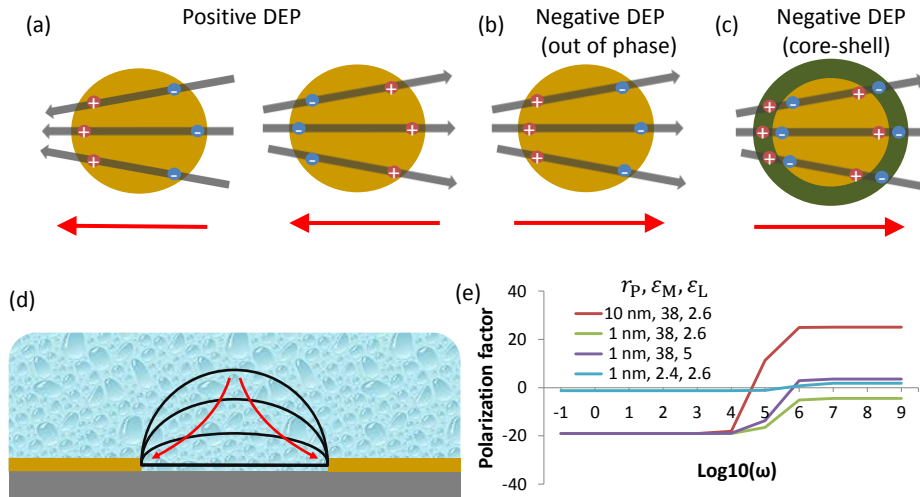 (a)
Positive DEP
(b)
Negative DEP
(out of phase)
(c)
Negative DEP
(core-shell)
+ - - + + - + - + -
+ - - + + - + - + -
+ - - + + - + - + -
(d)
(e)
Polarization factor
r_P, ε_M, ε_L
10 nm, 38, 2.6
1 nm, 38, 2.6
1 nm, 38, 5
1 nm, 2.4, 2.6
40
20
0
-20
-40
-1 0 1 2 3 4 5 6 7 8 9
Log10(ω)